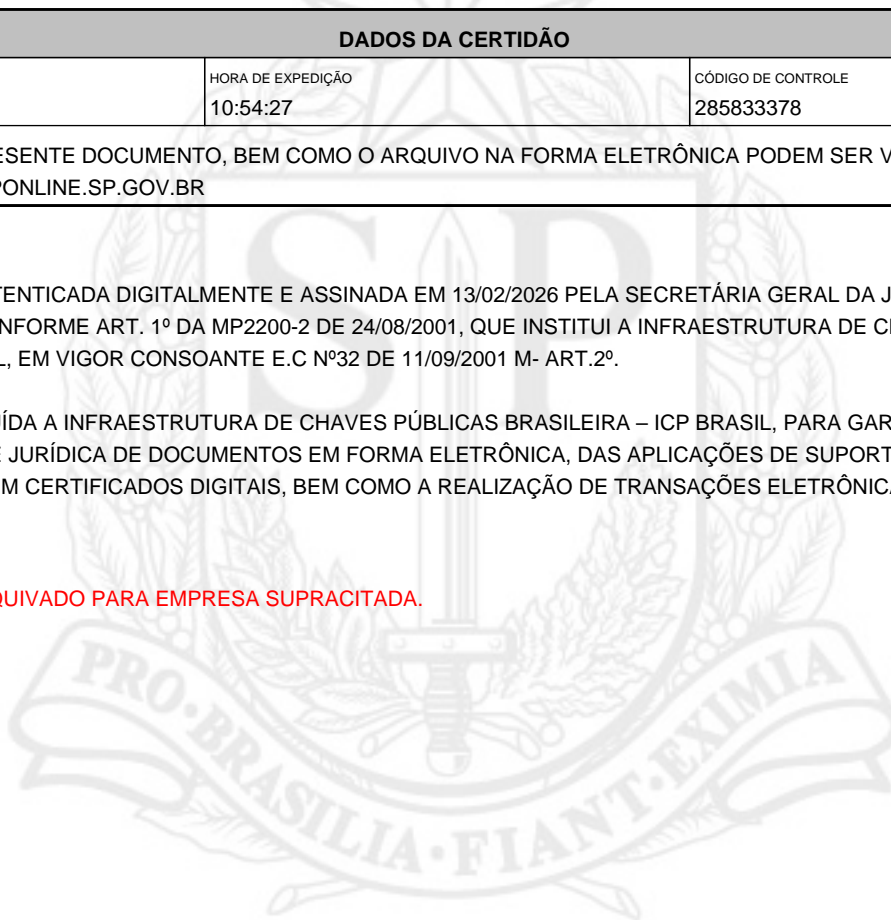 DADOS DA CERTIDÃO
HORA DE EXPEDIÇÃO
CÓDIGO DE CONTROLE
10:54:27
285833378
ESENTE DOCUMENTO, BEM COMO O ARQUIVO NA FORMA ELETRÔNICA PODEM SER V
PONLINE.SP.GOV.BR
TENTICADA DIGITALMENTE E ASSINADA EM 13/02/2026 PELA SECRETÁRIA GERAL DA J
NFORME ART. 1º DA MP2200-2 DE 24/08/2001, QUE INSTITUI A INFRAESTRUTURA DE C
L, EM VIGOR CONSOANTE E.C Nº32 DE 11/09/2001 M- ART.2º.
ÍDA A INFRAESTRUTURA DE CHAVES PÚBLICAS BRASILEIRA – ICP BRASIL, PARA GAR
E JURÍDICA DE DOCUMENTOS EM FORMA ELETRÔNICA, DAS APLICAÇÕES DE SUPORT
M CERTIFICADOS DIGITAIS, BEM COMO A REALIZAÇÃO DE TRANSAÇÕES ELETRÔNICA
QUIVADO PARA EMPRESA SUPRACITADA.
SP
PRO·BRASILIA·FIANT·EXIMIA